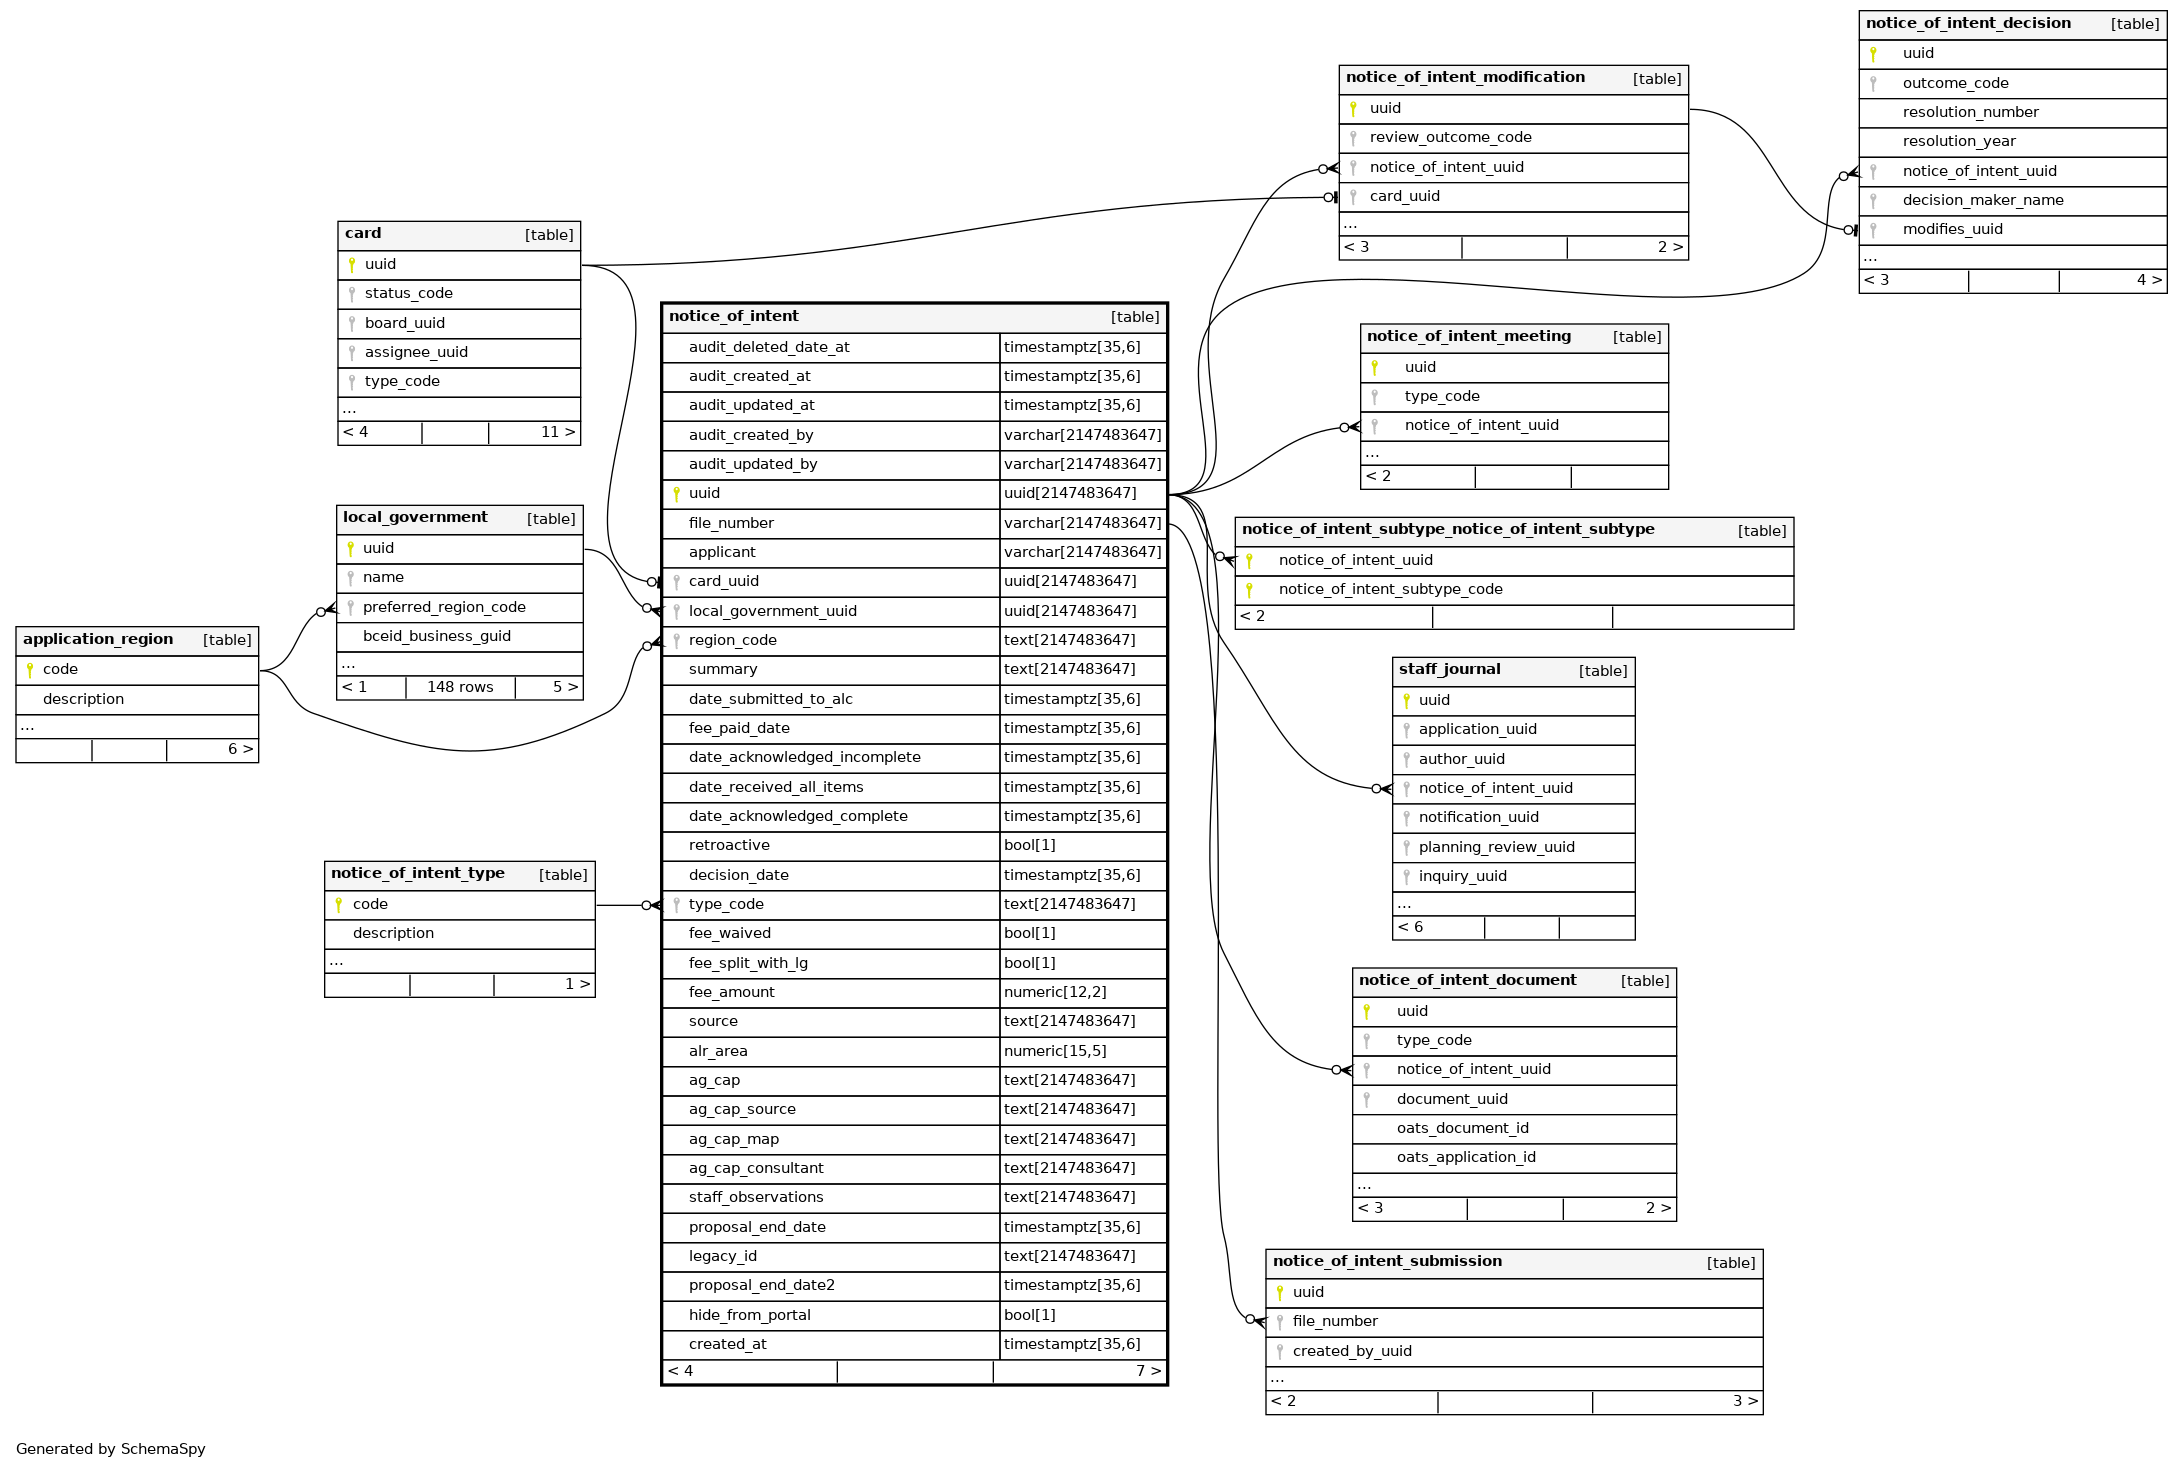 notice_of_intent_decision [table]
uuid
outcome_code
resolution_number
resolution_year
notice_of_intent_uuid
decision_maker_name
modifies_uuid
...
< 3 4 >
notice_of_intent_modification [table]
uuid
review_outcome_code
notice_of_intent_uuid
card_uuid
...
< 3 2 >
card [table]
uuid
status_code
board_uuid
assignee_uuid
type_code
...
< 4 11 >
local_government [table]
uuid
name
preferred_region_code
bceid_business_guid
...
< 1 148 rows 5 >
application_region [table]
code
description
...
6 >
notice_of_intent_type [table]
code
description
...
1 >
notice_of_intent [table]
audit_deleted_date_at timestamptz[35,6]
audit_created_at timestamptz[35,6]
audit_updated_at timestamptz[35,6]
audit_created_by varchar[2147483647]
audit_updated_by varchar[2147483647]
uuid uuid[2147483647]
file_number varchar[2147483647]
applicant varchar[2147483647]
card_uuid uuid[2147483647]
local_government_uuid uuid[2147483647]
region_code text[2147483647]
summary text[2147483647]
date_submitted_to_alc timestamptz[35,6]
fee_paid_date timestamptz[35,6]
date_acknowledged_incomplete timestamptz[35,6]
date_received_all_items timestamptz[35,6]
date_acknowledged_complete timestamptz[35,6]
retroactive bool[1]
decision_date timestamptz[35,6]
type_code text[2147483647]
fee_waived bool[1]
fee_split_with_lg bool[1]
fee_amount numeric[12,2]
source text[2147483647]
alr_area numeric[15,5]
ag_cap text[2147483647]
ag_cap_source text[2147483647]
ag_cap_map text[2147483647]
ag_cap_consultant text[2147483647]
staff_observations text[2147483647]
proposal_end_date timestamptz[35,6]
legacy_id text[2147483647]
proposal_end_date2 timestamptz[35,6]
hide_from_portal bool[1]
created_at timestamptz[35,6]
< 4 7 >
notice_of_intent_meeting [table]
uuid
type_code
notice_of_intent_uuid
...
< 2
notice_of_intent_subtype_notice_of_intent_subtype [table]
notice_of_intent_uuid
notice_of_intent_subtype_code
< 2
staff_journal [table]
uuid
application_uuid
author_uuid
notice_of_intent_uuid
notification_uuid
planning_review_uuid
inquiry_uuid
...
< 6
notice_of_intent_document [table]
uuid
type_code
notice_of_intent_uuid
document_uuid
oats_document_id
oats_application_id
...
< 3 2 >
notice_of_intent_submission [table]
uuid
file_number
created_by_uuid
...
< 2 3 >
Generated by SchemaSpy